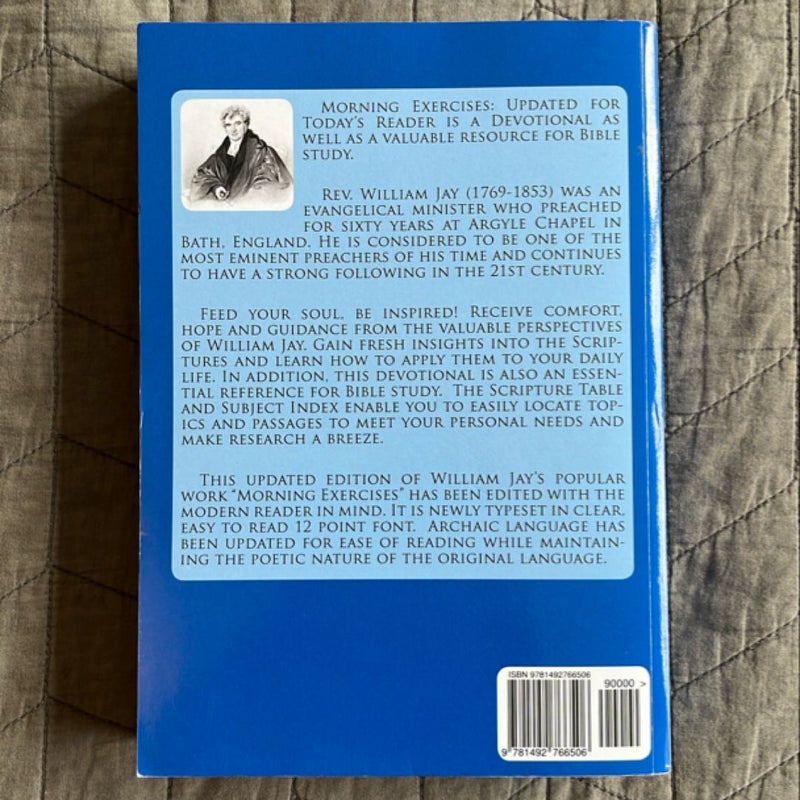 Morning Exercises: Updated for
Today's Reader is a Devotional as
well as a valuable resource for Bible
study.
Rev. William Jay (1769-1853) was an
evangelical minister who preached
for sixty years at Argyle Chapel in
Bath, England. He is considered to be one of the
most eminent preachers of his time and continues
to have a strong following in the 21st century.
Feed your soul, be inspired! Receive comfort,
hope and guidance from the valuable perspectives
of William Jay. Gain fresh insights into the Scrip-
tures and learn how to apply them to your daily
life. In addition, this devotional is also an essen-
tial reference for Bible study. The Scripture Table
and Subject Index enable you to easily locate top-
ics and passages to meet your personal needs and
make research a breeze.
This updated edition of William Jay's popular
work "Morning Exercises" has been edited with the
modern reader in mind. It is newly typeset in clear,
easy to read 12 point font. Archaic language has
been updated for ease of reading while maintain-
ing the poetic nature of the original language.
ISBN 9781492766506
90000 >
9 781492 766506